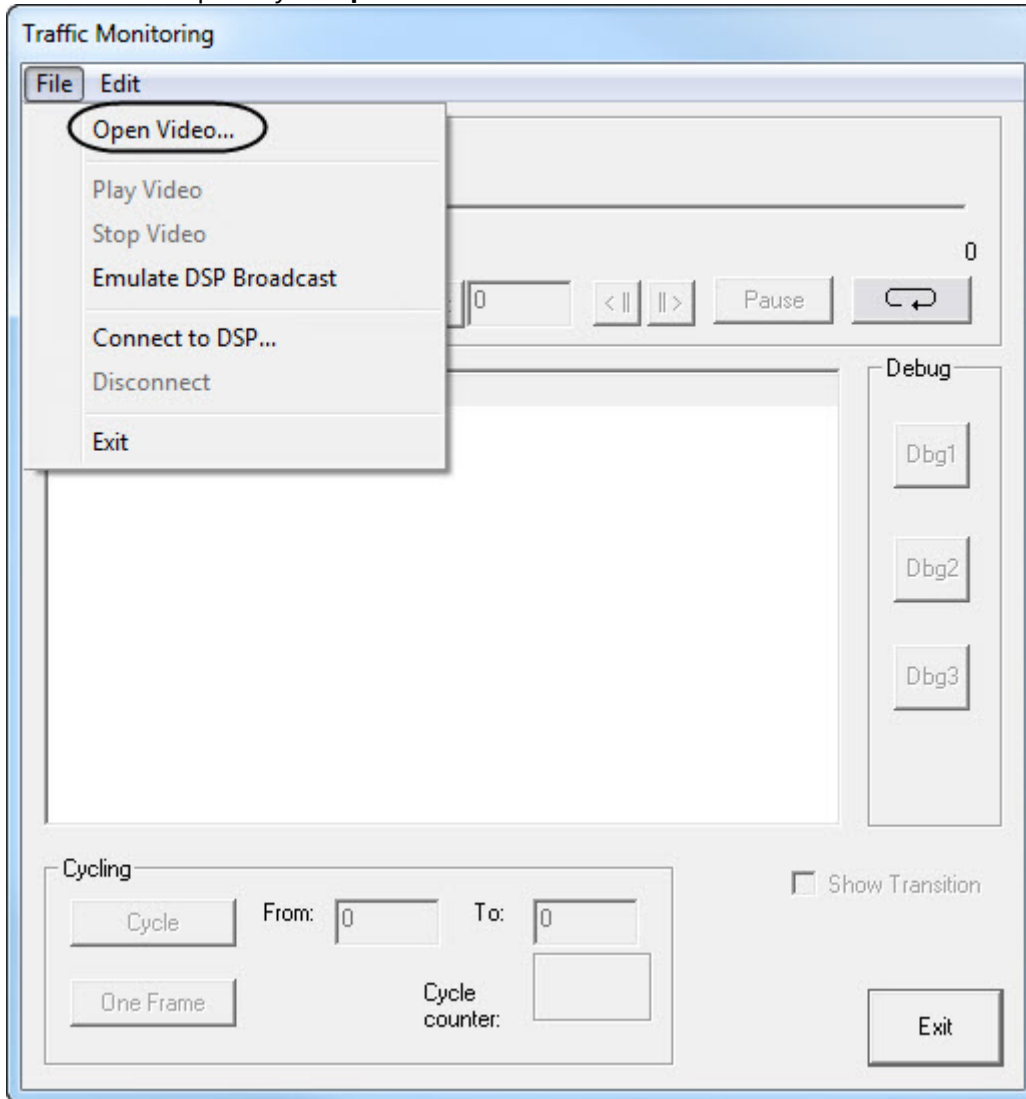 Traffic Monitoring
File Edit
Open Video...
Play Video
Stop Video
Emulate DSP Broadcast
Connect to DSP...
Disconnect
Exit
0
0
<|| ||> Pause
Debug
Dbg1
Dbg2
Dbg3
Cycling
Cycle From: 0 To: 0
One Frame
Cycle
counter:
Show Transition
Exit